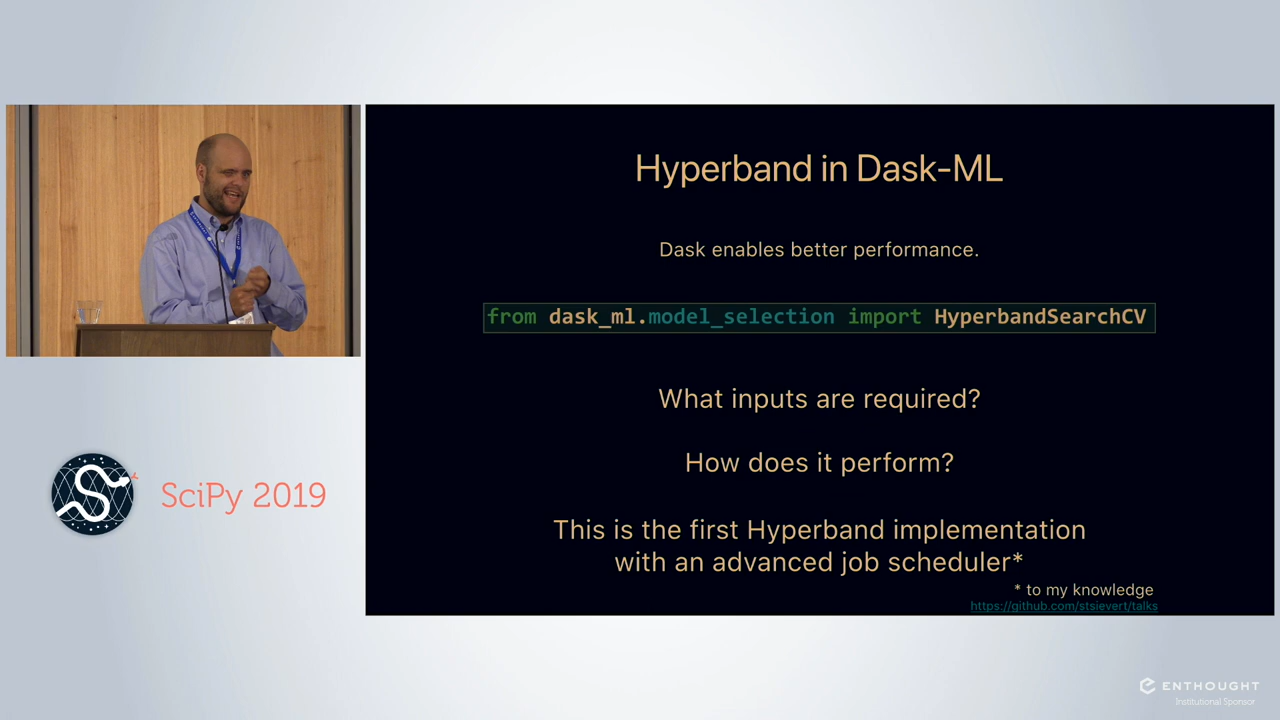 Hyperband in Dask-ML
Dask enables better performance.
from dask_ml.model_selection import HyperbandSearchCV
What inputs are required?
How does it perform?
This is the first Hyperband implementation
with an advanced job scheduler*
* to my knowledge
https://github.com/stsievert/talks
SciPy 2019
ENTHOUGHT
Institutional Sponsor